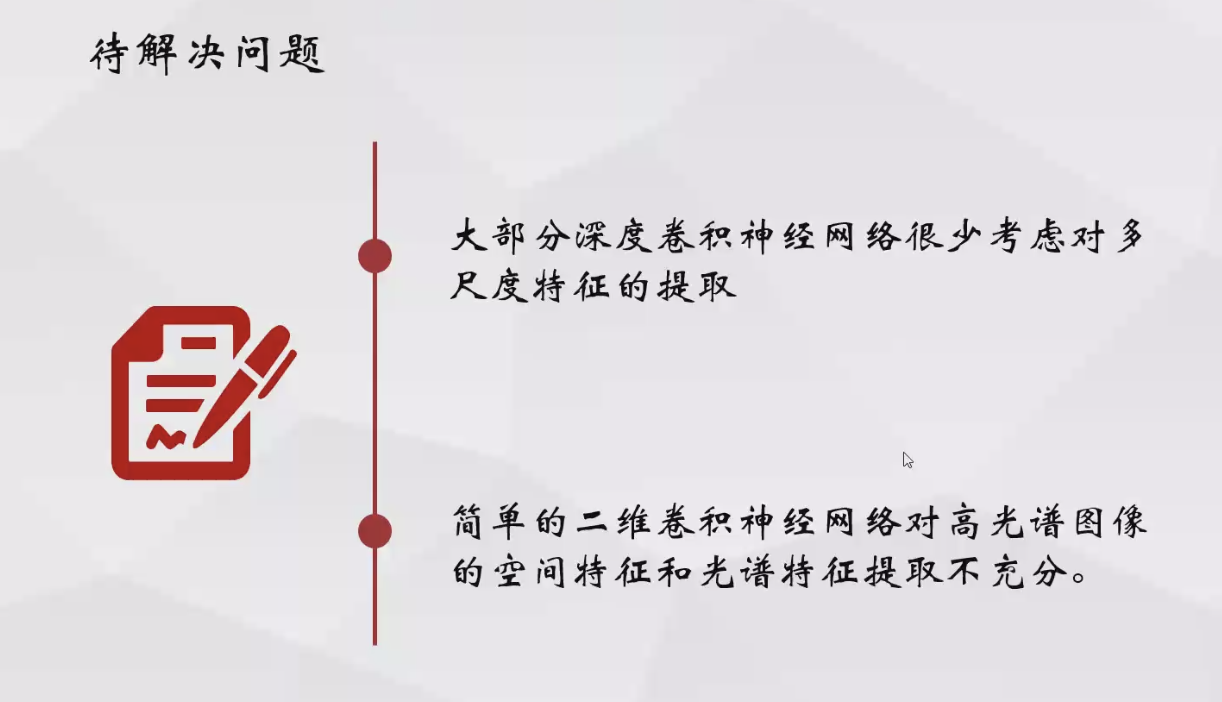 待解决问题
大部分深度卷积神经网络很少考虑对多
尺度特征的提取
简单的二维卷积神经网络对高光谱图像
的空间特征和光谱特征提取不充分。